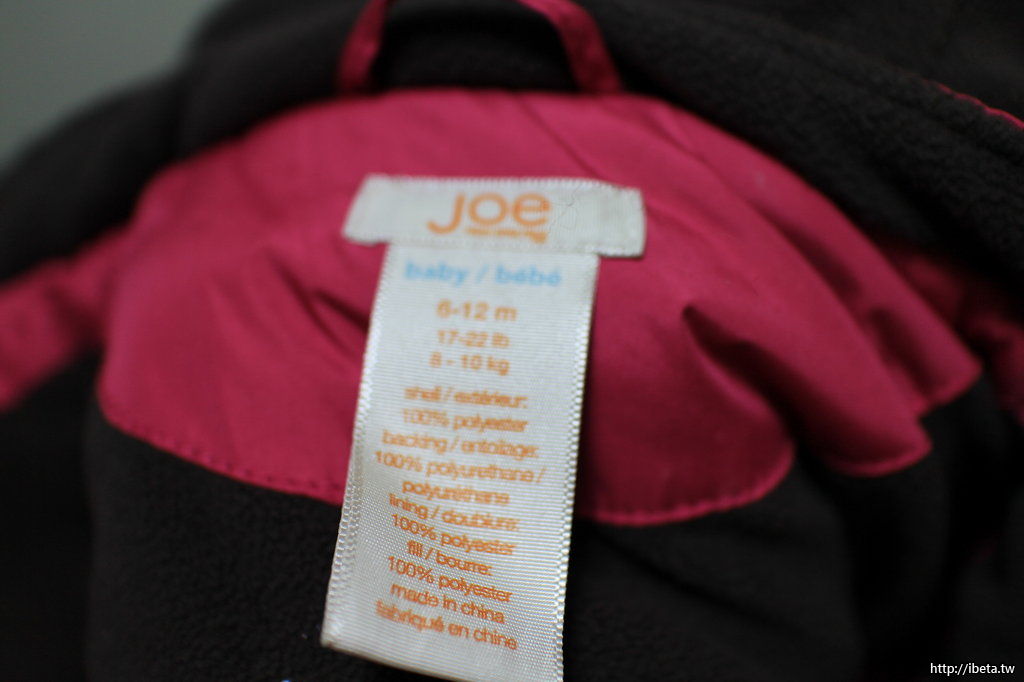 joe
baby / bébé
6-12 m
17-22 lb
8 - 10 kg
shell / extérieur:
100% polyester
backing / entoilage:
100% polyurethane /
polyuréthane
lining / doublure:
100% polyester
fill / bourre:
100% polyester
made in china
fabriqué en chine
http://ibeta.tw